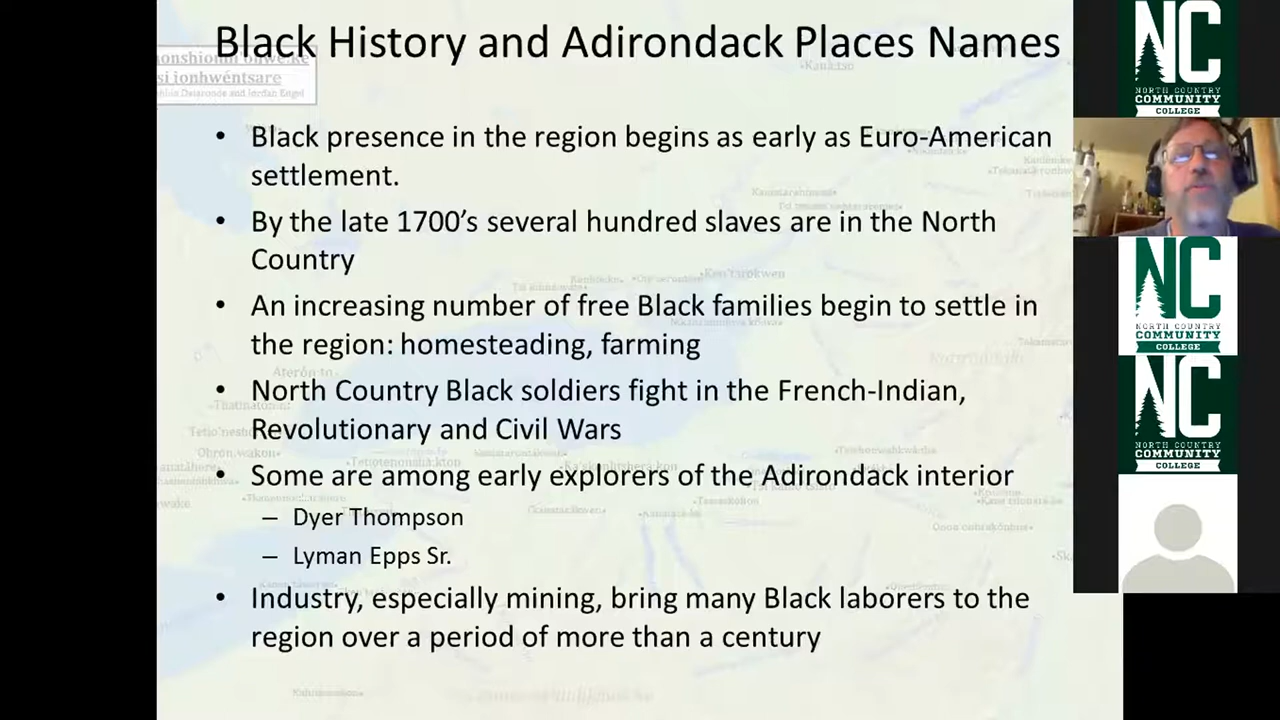 Black History and Adirondack Places Names
si ionhwéntsare
• Black presence in the region begins as early as Euro-American
settlement.
• By the late 1700's several hundred slaves are in the North
Country
• An increasing number of free Black families begin to settle in
the region: homesteading, farming
• North Country Black soldiers fight in the French-Indian,
Revolutionary and Civil Wars
• Some are among early explorers of the Adirondack interior
– Dyer Thompson
– Lyman Epps Sr.
• Industry, especially mining, bring many Black laborers to the
region over a period of more than a century
NC
NORTH COUNTRY
COMMUNITY
COLLEGE
NC
NORTH COUNTRY
COMMUNITY
COLLEGE
NC
NORTH COUNTRY
COMMUNITY
COLLEGE